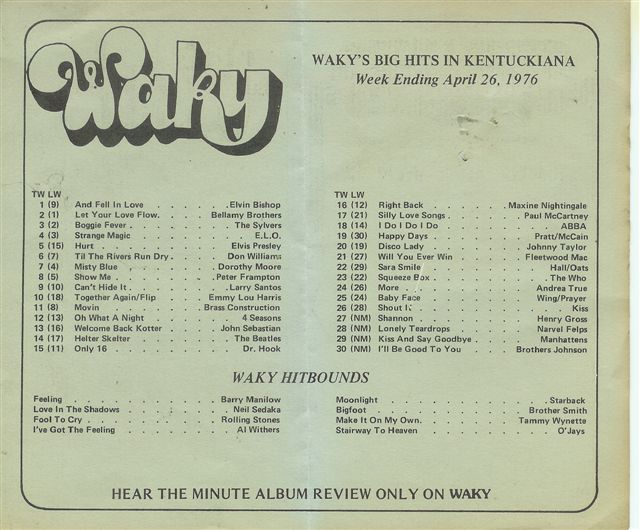 Waky
WAKY'S BIG HITS IN KENTUCKIANA
Week Ending April 26, 1976
TW LW
1 (9) And Fell In Love . . . . . . . .Elvin Bishop
2 (1) Let Your Love Flow. . . . . Bellamy Brothers
3 (2) Boggie Fever . . . . . . . . The Sylvers
4 (3) Strange Magic . . . . . . . . E.L.O.
5 (15) Hurt . . . . . . . . . Elvis Presley
6 (7) Til The Rivers Run Dry. . . . . Don Williams
7 (4) Misty Blue . . . . . . . Dorothy Moore
8 (5) Show Me . . . . . . . . Peter Frampton
9 (10) Can't Hide It . . . . . . . Larry Santos
10 (18) Together Again/Flip . . . . Emmy Lou Harris
11 (8) Movin . . . . . . . Brass Construction
12 (13) Oh What A Night . . . . . . 4 Seasons
13 (16) Welcome Back Kotter . . . . John Sebastian
14 (17) Helter Skelter . . . . . . The Beatles
15 (11) Only 16 . . . . . . . . . Dr. Hook
16 (12) Right Back . . . . . . Maxine Nightingale
17 (21) Silly Love Songs . . . . . . Paul McCartney
18 (14) I Do I Do I Do . . . . . . . ABBA
19 (30) Happy Days . . . . . . . Pratt/McCain
20 (19) Disco Lady . . . . . . . Johnny Taylor
21 (27) Will You Ever Win . . . . . Fleetwood Mac
22 (29) Sara Smile . . . . . . . . Hall/Oats
23 (22) Squeeze Box . . . . . . . . The Who
24 (26) More . . . . . . . . . Andrea True
25 (24) Baby Face . . . . . . . Wing/Prayer
26 (28) Shout It. . . . . . . . . . Kiss
27 (NM) Shannon . . . . . . . . Henry Gross
28 (NM) Lonely Teardrops . . . . . Narvel Felps
29 (NM) Kiss And Say Goodbye . . . . Manhattens
30 (NM) I'll Be Good To You . . . . Brothers Johnson
WAKY HITBOUNDS
Feeling . . . . . . . . . Barry Manilow
Love In The Shadows . . . . . . Neil Sedaka
Fool To Cry . . . . . . . . Rolling Stones
I've Got The Feeling . . . . . . Al Withers
Moonlight . . . . . . . . . Starback
Bigfoot . . . . . . . . Brother Smith
Make It On My Own. . . . . . Tammy Wynette
Stairway To Heaven . . . . . . . O'Jays
HEAR THE MINUTE ALBUM REVIEW ONLY ON WAKY